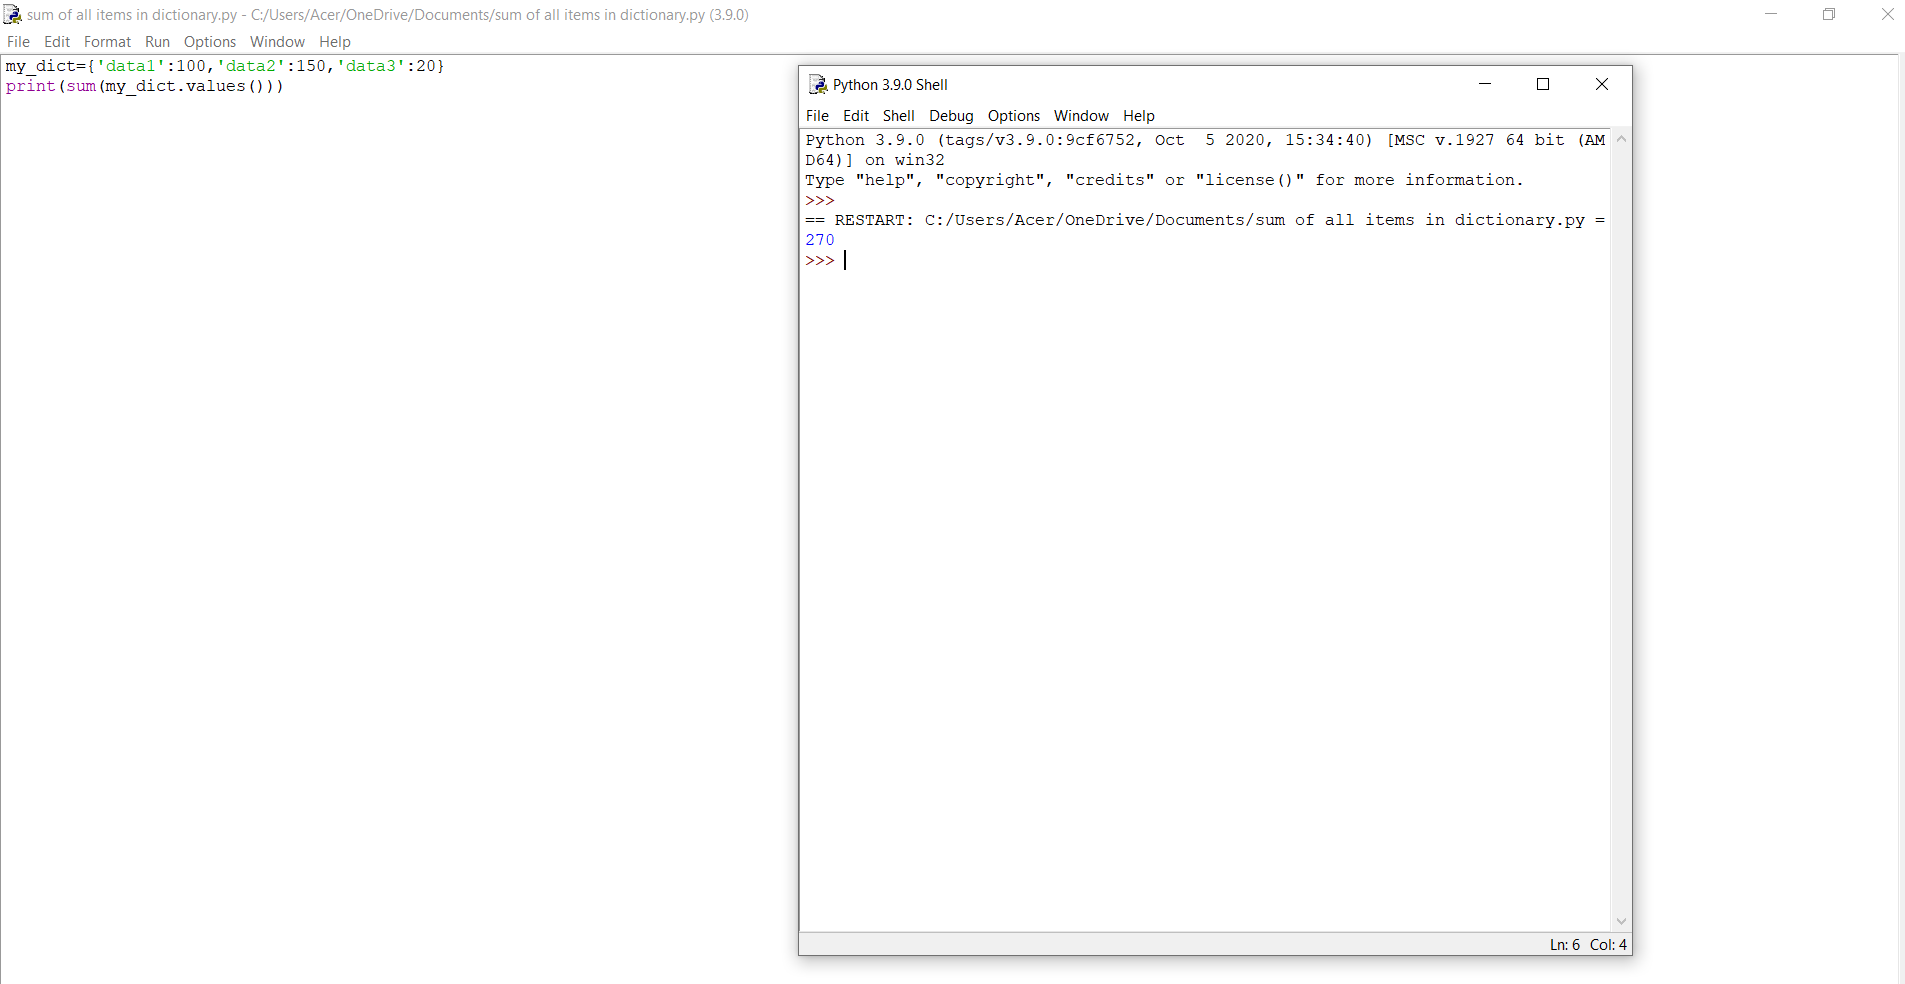 sum of all items in dictionary.py - C:/Users/Acer/OneDrive/Documents/sum of all items in dictionary.py (3.9.0)
File Edit Format Run Options Window Help
my_dict={'data1':100,'data2':150,'data3':20}
print(sum(my_dict.values()))
Python 3.9.0 Shell
File Edit Shell Debug Options Window Help
Python 3.9.0 (tags/v3.9.0:9cf6752, Oct  5 2020, 15:34:40) [MSC v.1927 64 bit (AM
D64)] on win32
Type "help", "copyright", "credits" or "license()" for more information.
>>>
== RESTART: C:/Users/Acer/OneDrive/Documents/sum of all items in dictionary.py =
270
>>>
Ln: 6 Col: 4